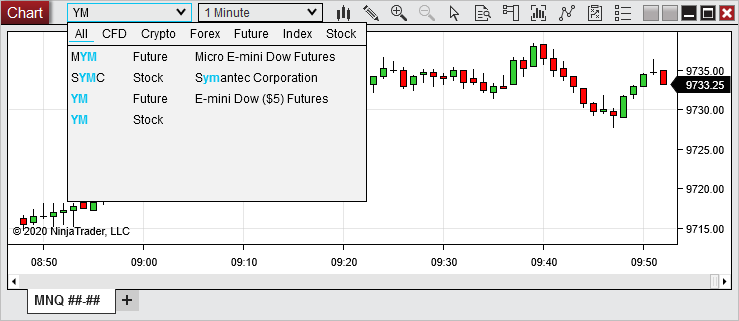 Chart YM 1 Minute
All CFD Crypto Forex Future Index Stock
MYM Future Micro E-mini Dow Futures
SYMC Stock Symantec Corporation
YM Future E-mini Dow ($5) Futures
YM Stock
9735.00
9733.25
9730.00
9725.00
9720.00
9715.00
© 2020 NinjaTrader, LLC
08:50 09:00 09:10 09:20 09:30 09:40 09:50
MNQ ##-## +